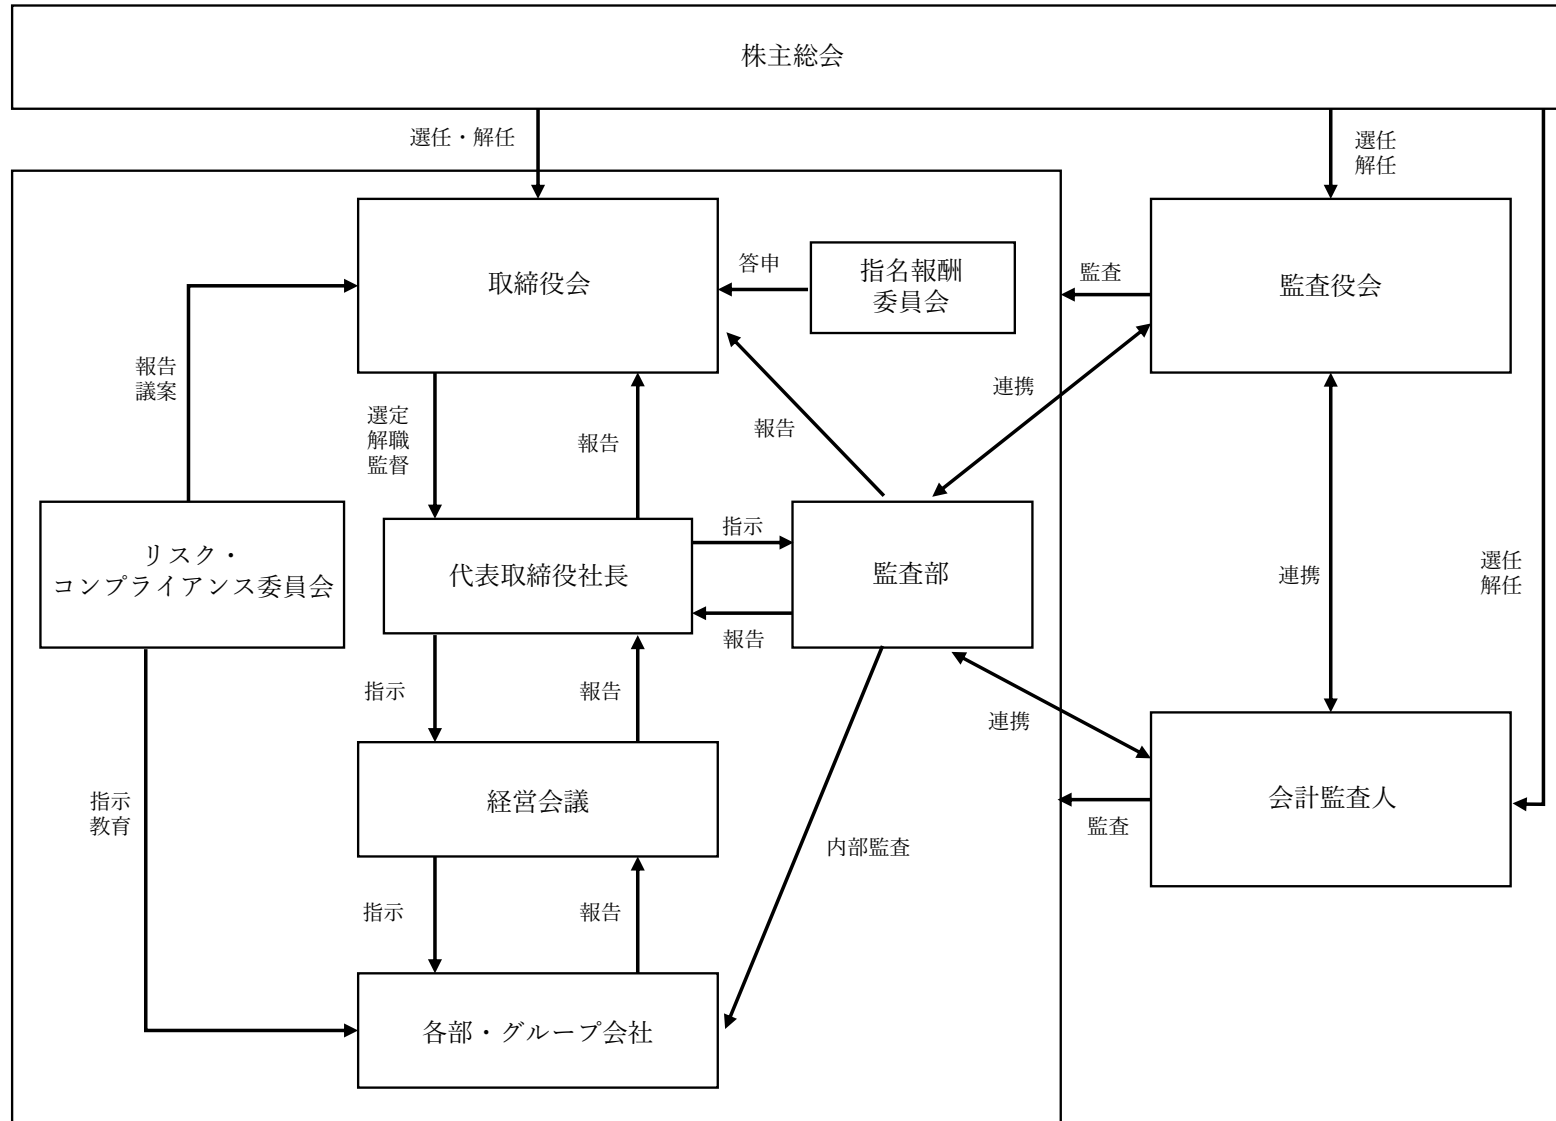 株主総会
選任・解任
選任
解任
取締役会
答申
指名報酬
委員会
監査
監査役会
報告
議案
選定
解職
監督
報告
報告
連携
リスク・
コンプライアンス委員会
代表取締役社長
指示
報告
監査部
連携
選任
解任
指示
報告
連携
指示
教育
経営会議
内部監査
監査
会計監査人
指示
報告
各部・グループ会社